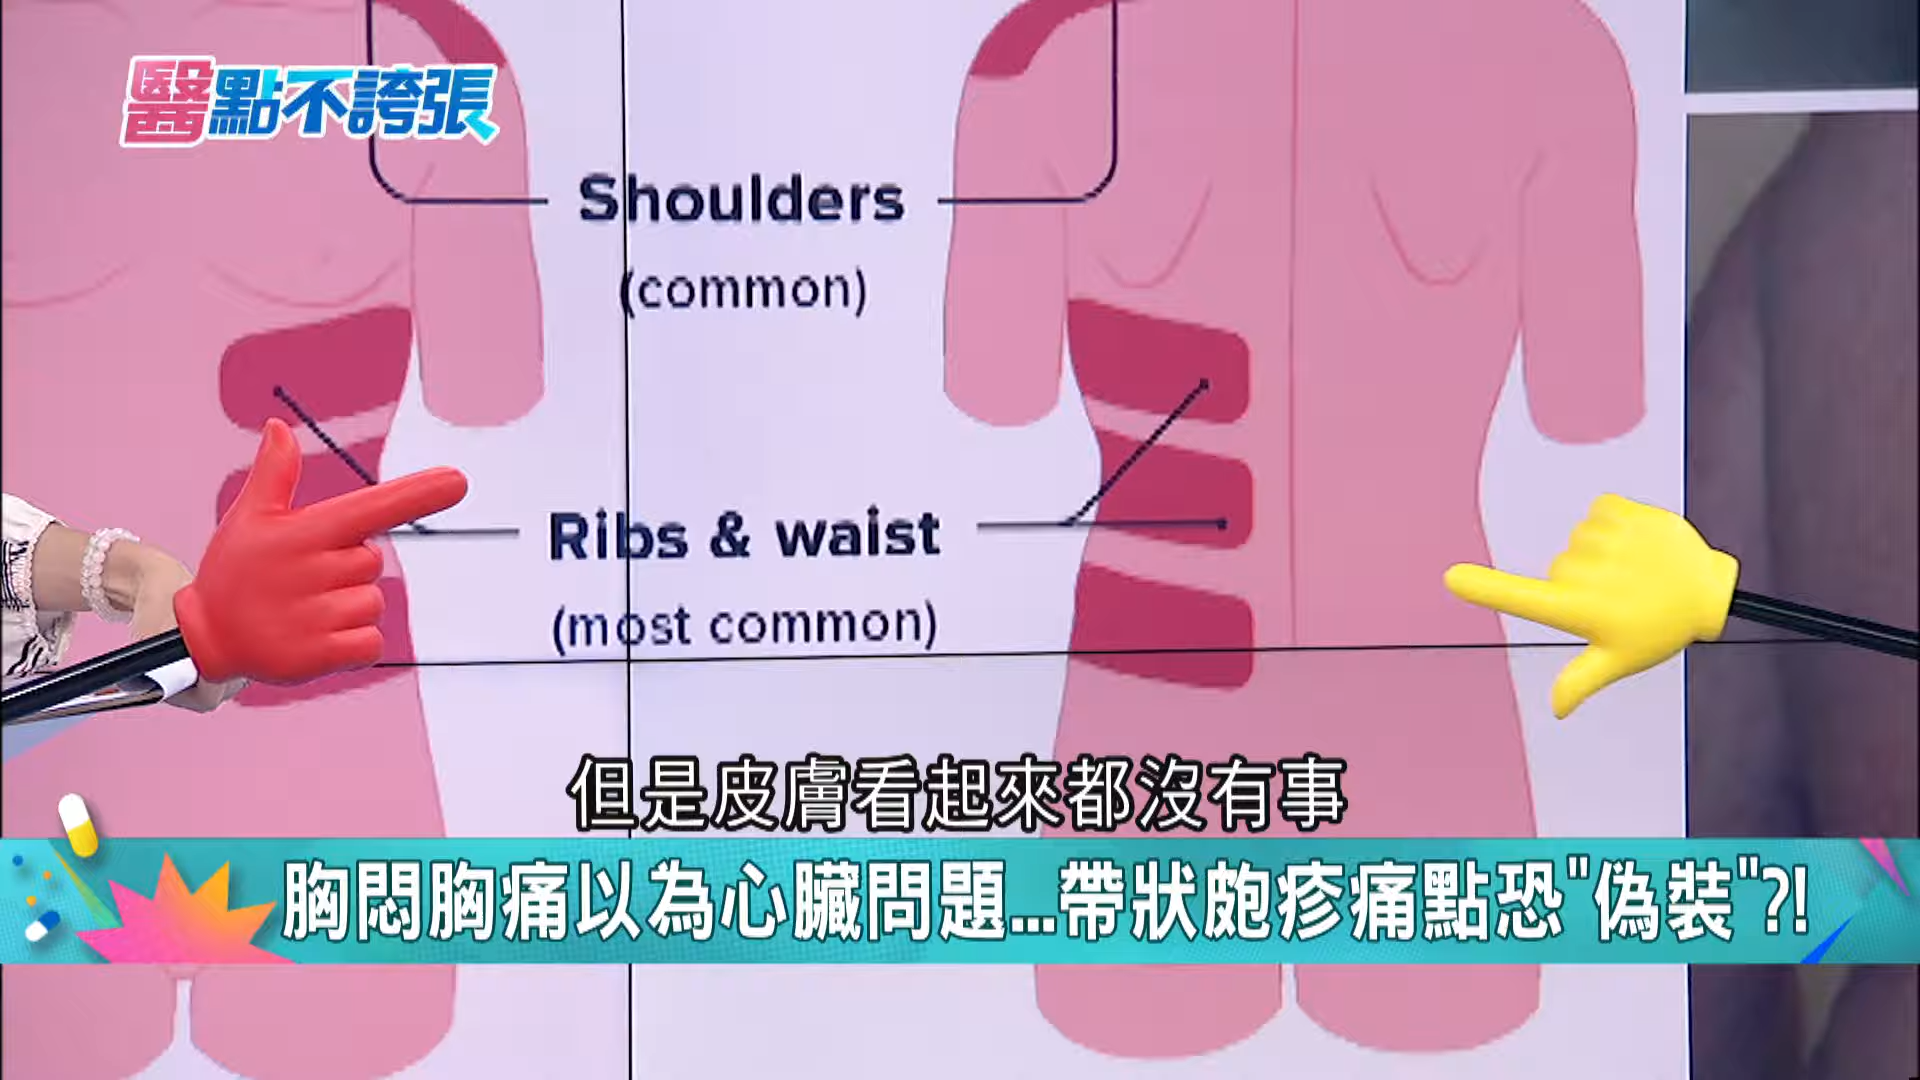 醫點不誇張
Shoulders
(common)
Ribs & waist
(most common)
但是皮膚看起來都沒有事
胸悶胸痛以為心臟問題...帶狀皰疹痛點恐"偽裝"?!